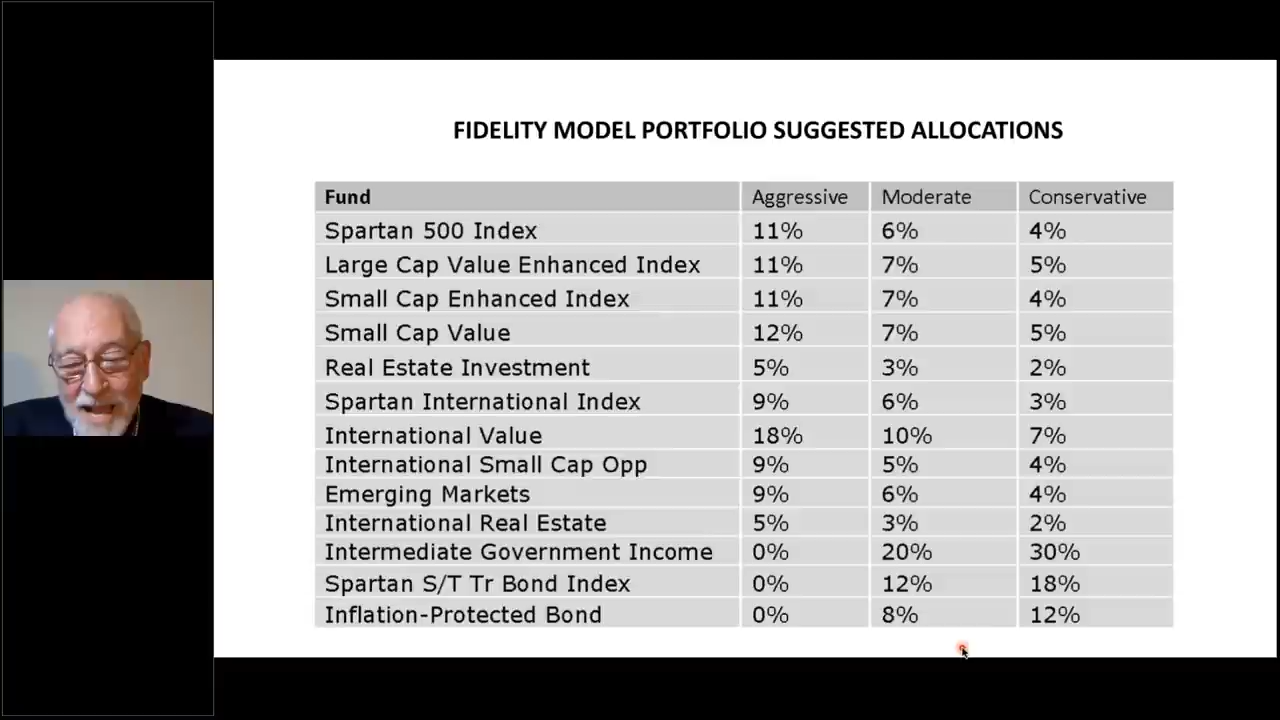 FIDELITY MODEL PORTFOLIO SUGGESTED ALLOCATIONS
Fund Aggressive Moderate Conservative
Spartan 500 Index 11% 6% 4%
Large Cap Value Enhanced Index 11% 7% 5%
Small Cap Enhanced Index 11% 7% 4%
Small Cap Value 12% 7% 5%
Real Estate Investment 5% 3% 2%
Spartan International Index 9% 6% 3%
International Value 18% 10% 7%
International Small Cap Opp 9% 5% 4%
Emerging Markets 9% 6% 4%
International Real Estate 5% 3% 2%
Intermediate Government Income 0% 20% 30%
Spartan S/T Tr Bond Index 0% 12% 18%
Inflation-Protected Bond 0% 8% 12%